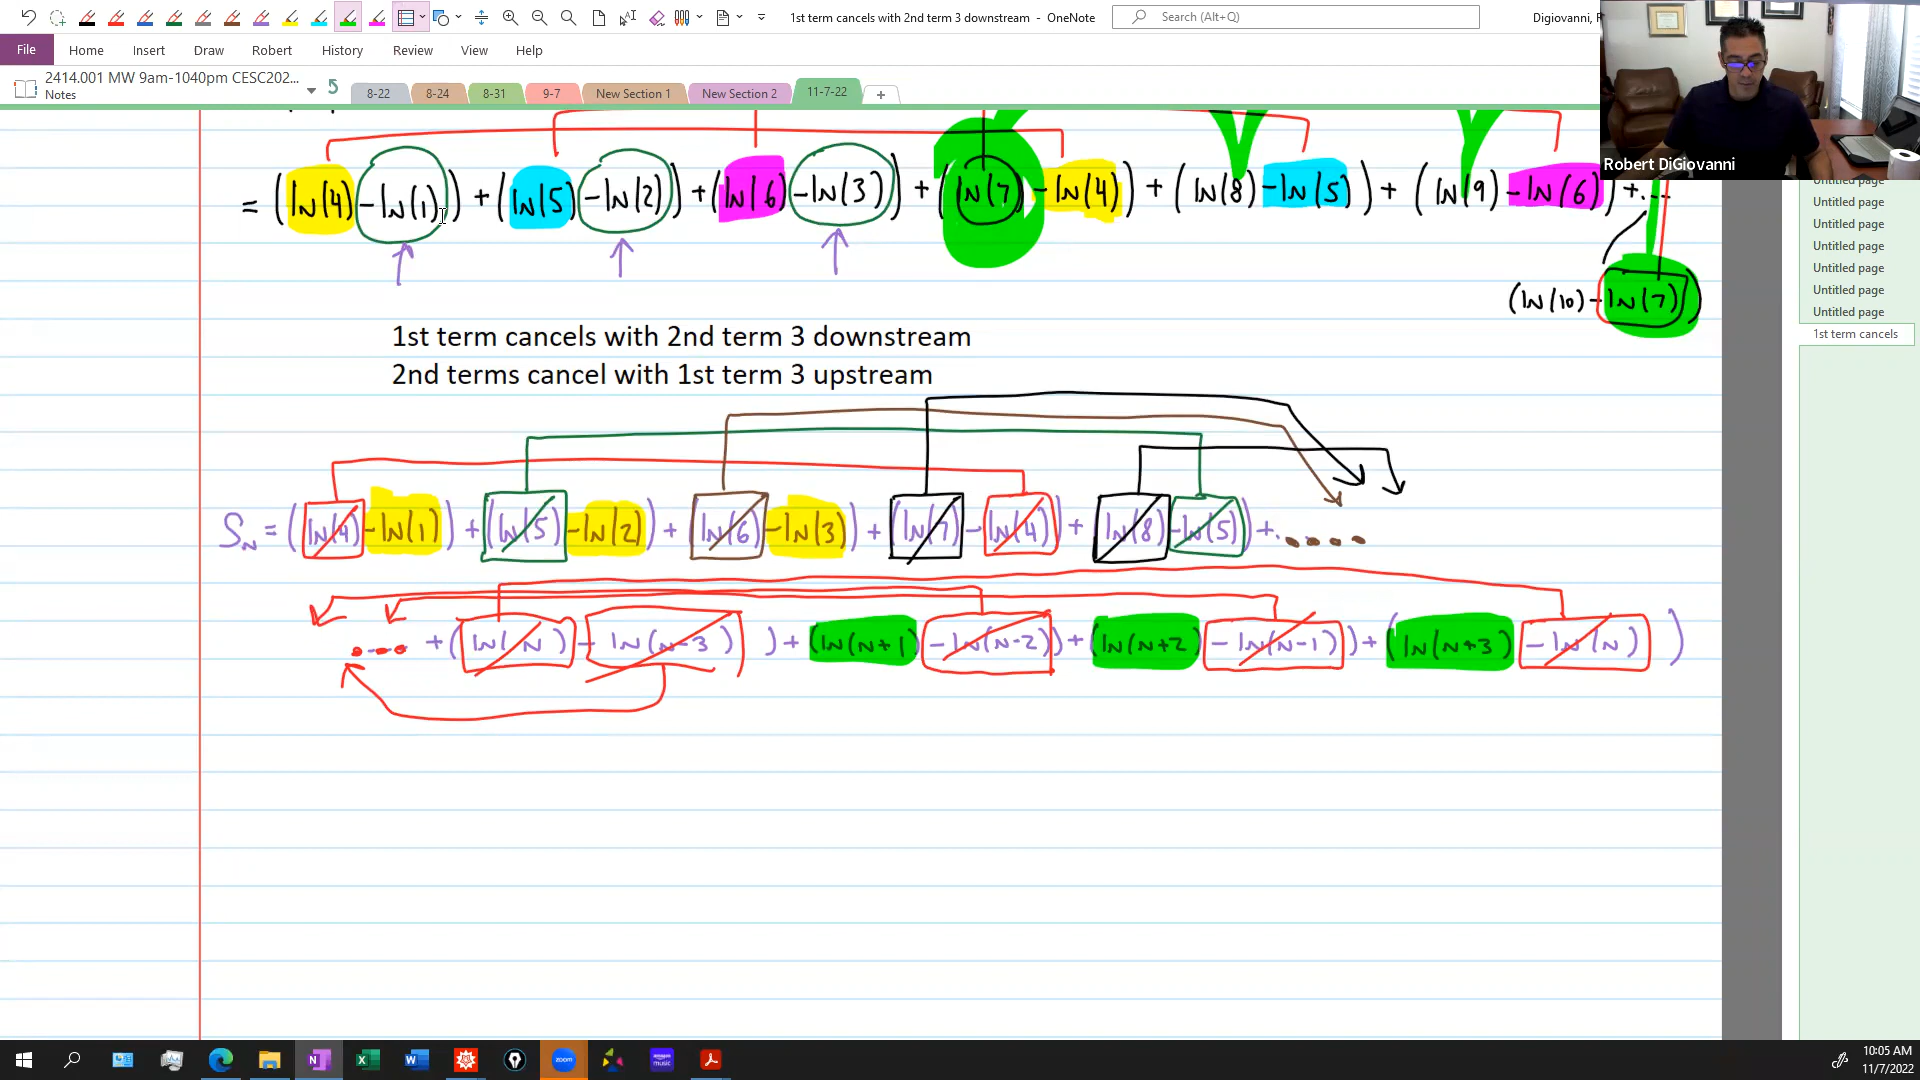 1st term cancels with 2nd term 3 downstream - OneNote
Search (Alt+Q)
Digiovanni, R
File Home Insert Draw Robert History Review View Help
2414.001 MW 9am-1040pm CESC202...
Notes
8-22 8-24 8-31 9-7 New Section 1 New Section 2 11-7-22
Robert DiGiovanni
= (ln(4) - ln(1)) + (ln(5) - ln(2)) + (ln(6) - ln(3)) + (ln(7) - ln(4)) + (ln(8) - ln(5)) + (ln(9) - ln(6)) + ...
(ln(10) - ln(7))
1st term cancels with 2nd term 3 downstream
2nd terms cancel with 1st term 3 upstream
SN = (ln(4) - ln(1)) + (ln(5) - ln(2)) + (ln(6) - ln(3)) + (ln(7) - ln(4)) + (ln(8) - ln(5)) + .....
.... + (ln(N) - ln(N-3)) + (ln(N+1) - ln(N-2)) + (ln(N+2) - ln(N-1)) + (ln(N+3) - ln(N))
Untitled page
Untitled page
Untitled page
Untitled page
Untitled page
Untitled page
1st term cancels
zoom
amazon music
10:05 AM
11/7/2022